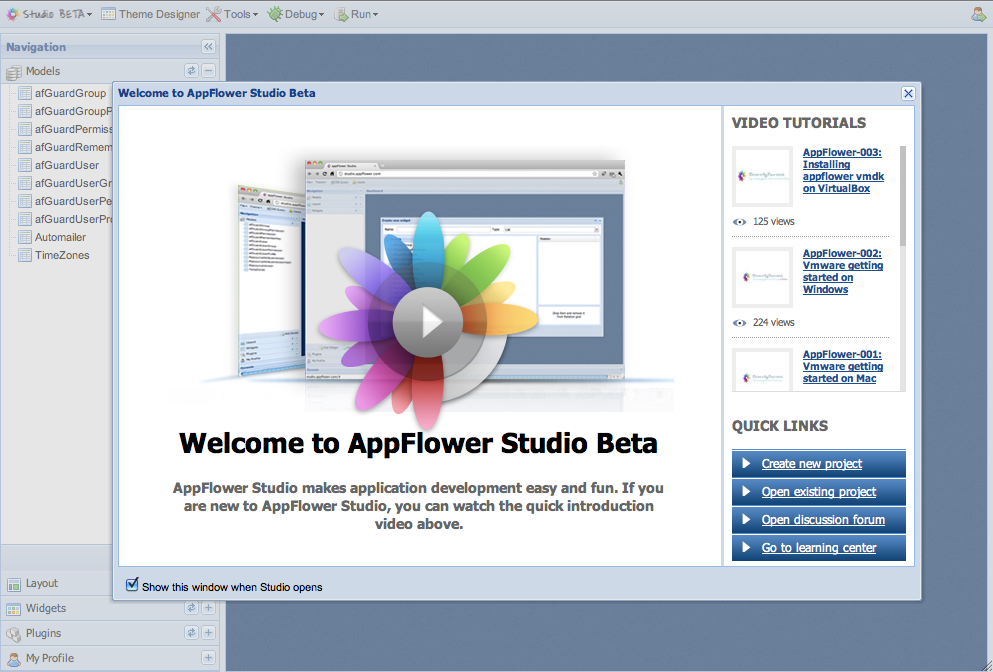 Studio BETA
Theme Designer
Tools
Debug
Run
Navigation
Models
afGuardGroup
afGuardGroupP
afGuardPermiss
afGuardRemem
afGuardUser
afGuardUserGr
afGuardUserPe
afGuardUserPro
Automailer
TimeZones
Layout
Widgets
Plugins
My Profile
Welcome to AppFlower Studio Beta
Welcome to AppFlower Studio Beta
AppFlower Studio makes application development easy and fun. If you
are new to AppFlower Studio, you can watch the quick introduction
video above.
VIDEO TUTORIALS
AppFlower-003:
Installing
appflower vmdk
on VirtualBox
125 views
AppFlower-002:
Vmware getting
started on
Windows
224 views
AppFlower-001:
Vmware getting
started on Mac
QUICK LINKS
Create new project
Open existing project
Open discussion forum
Go to learning center
Show this window when Studio opens